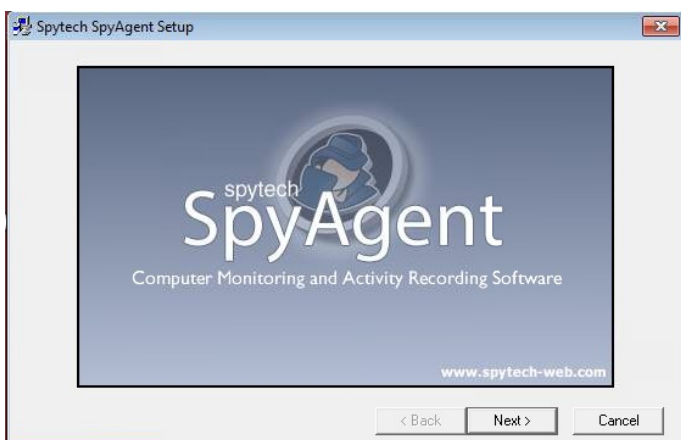 Spytech SpyAgent Setup
spytech
SpyAgent
Computer Monitoring and Activity Recording Software
www.spytech-web.com
< Back Next > Cancel